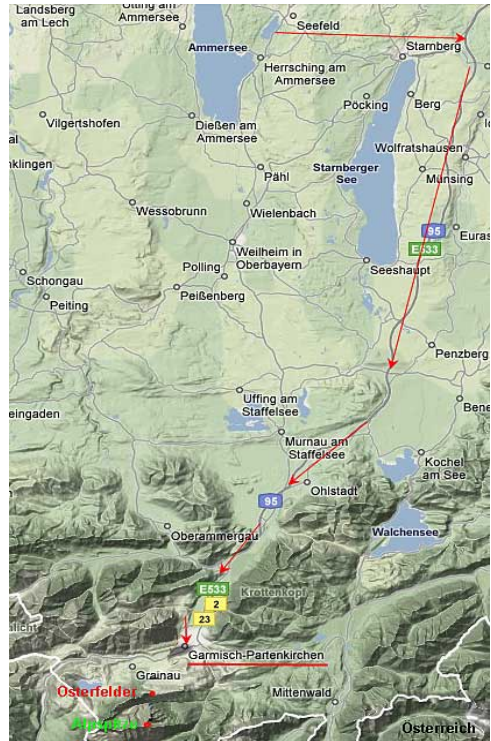 Landsberg
am Lech
Utting am
Ammersee
Seefeld
Ammersee
Starnberg
Herrsching am
Ammersee
Pöcking
Berg
Vilgertshofen
Dießen am
Ammersee
Wolfratshausen
nklingen
Starnberger
See
Münsing
Pähl
Wessobrunn
Wielenbach
95
Euras
E533
Weilheim in
Oberbayern
Polling
Seeshaupt
Schongau
Peiting
Peißenberg
Penzberg
Uffing am
Staffelsee
Bene
eingaden
Murnau am
Staffelsee
Kochel
am See
Ohlstadt
95
Oberammergau
Walchensee
E533
Krottenkopf
2
23
Garmisch-Partenkirchen
Grainau
Osterfelder
Mittenwald
Alpspitze
Österreich